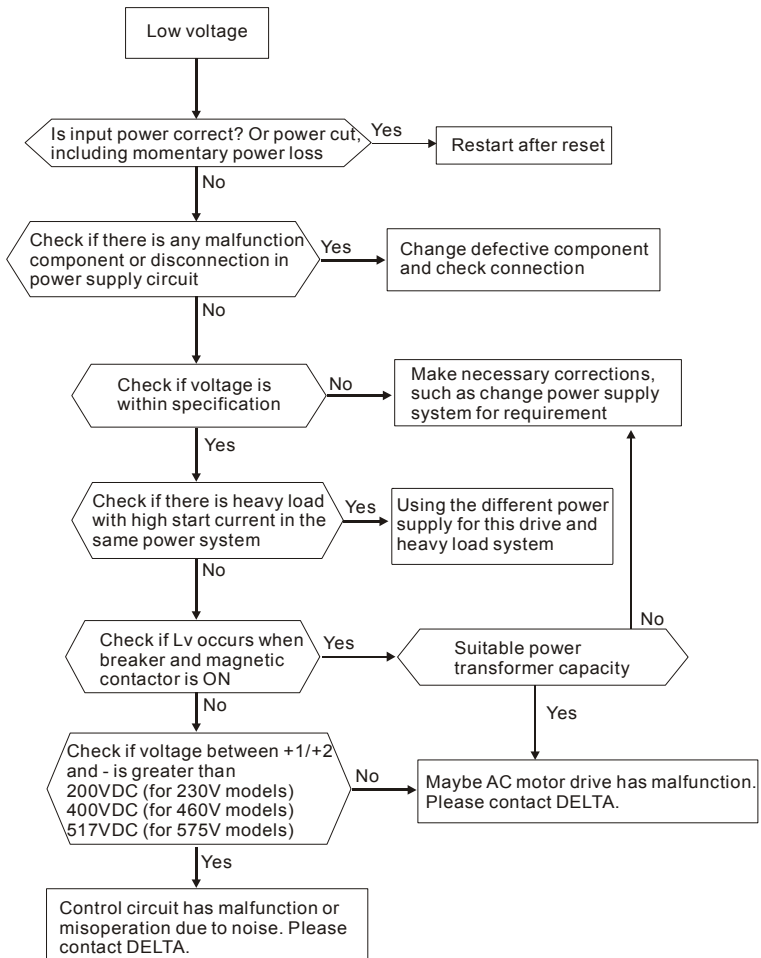 Low voltage
Is input power correct? Or power cut,
including momentary power loss
Yes
Restart after reset
No
Check if there is any malfunction
component or disconnection in
power supply circuit
Yes
Change defective component
and check connection
No
Check if voltage is
within specification
No
Make necessary corrections,
such as change power supply
system for requirement
Yes
Check if there is heavy load
with high start current in the
same power system
Yes
Using the different power
supply for this drive and
heavy load system
No
Check if Lv occurs when
breaker and magnetic
contactor is ON
Yes
Suitable power
transformer capacity
No
Yes
No
Check if voltage between +1/+2
and - is greater than
200VDC (for 230V models)
400VDC (for 460V models)
517VDC (for 575V models)
No
Maybe AC motor drive has malfunction.
Please contact DELTA.
Yes
Control circuit has malfunction or
misoperation due to noise. Please
contact DELTA.